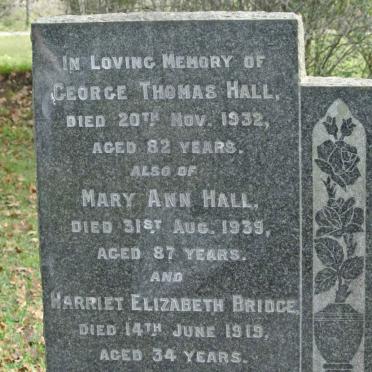 In Loving Memory of
George Thomas Hall,
died 20th Nov. 1932,
aged 82 years.
also of
Mary Ann Hall,
died 31st Aug. 1939,
aged 87 years.
and
Harriet Elizabeth Bridge,
died 14th June 1919,
aged 34 years.